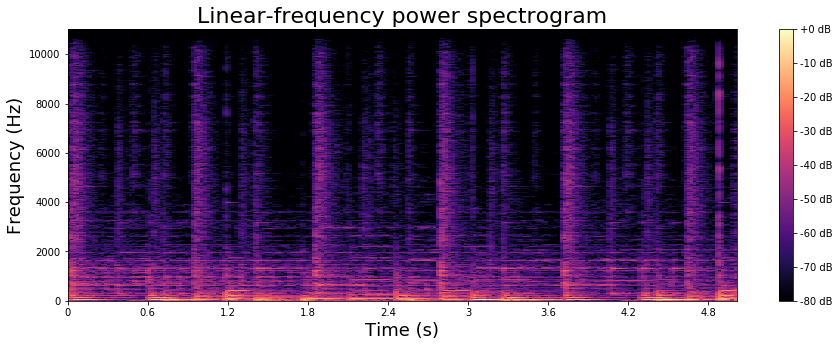 Linear-frequency power spectrogram
Frequency (Hz)
10000
8000
6000
4000
2000
0
0 0.6 1.2 1.8 2.4 3 3.6 4.2 4.8
Time (s)
+0 dB
-10 dB
-20 dB
-30 dB
-40 dB
-50 dB
-60 dB
-70 dB
-80 dB